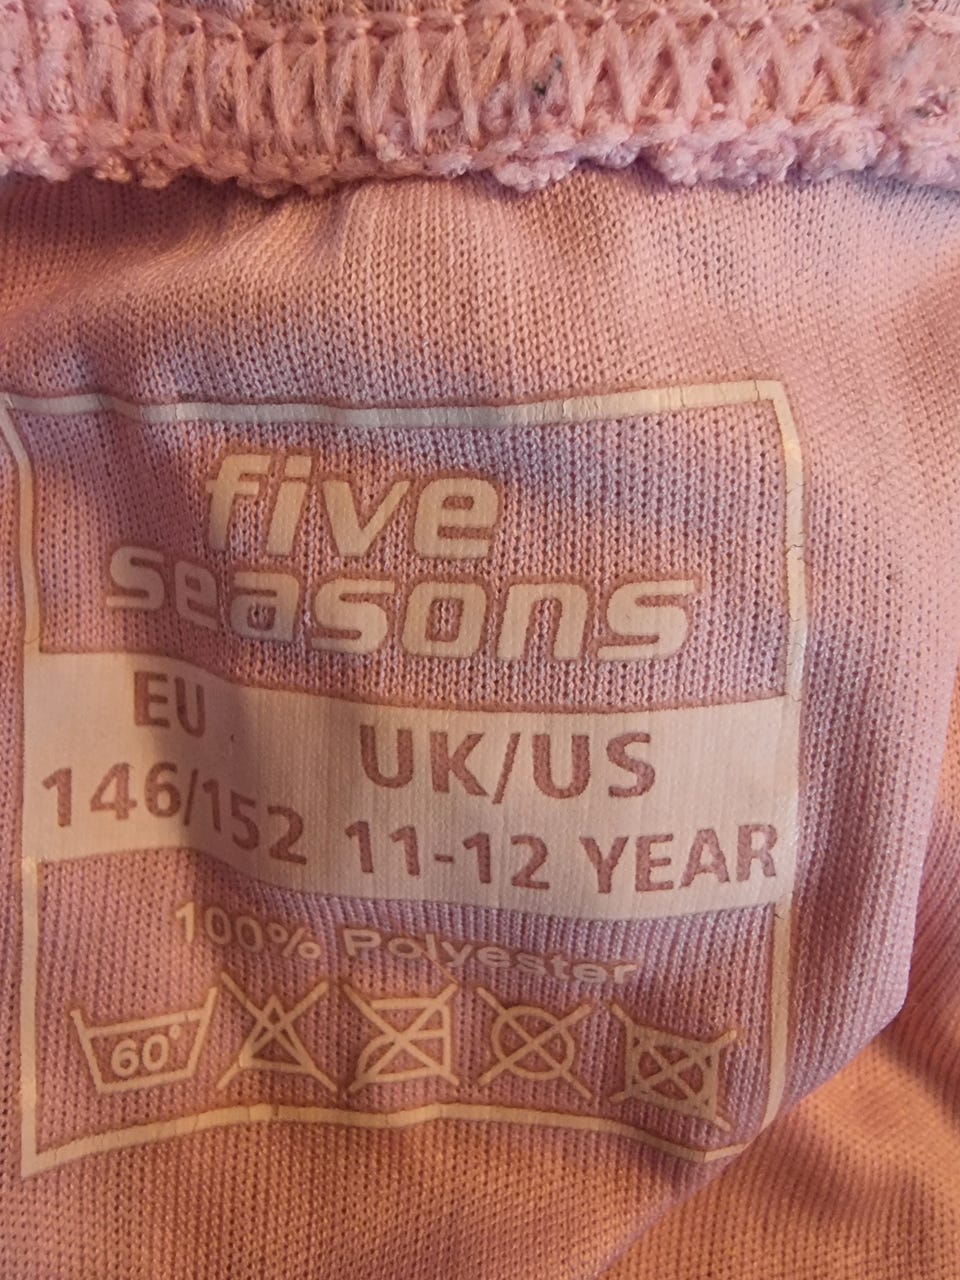 five
seasons
EU
146/152
UK/US
11-12 YEAR
100% Polyester
60°